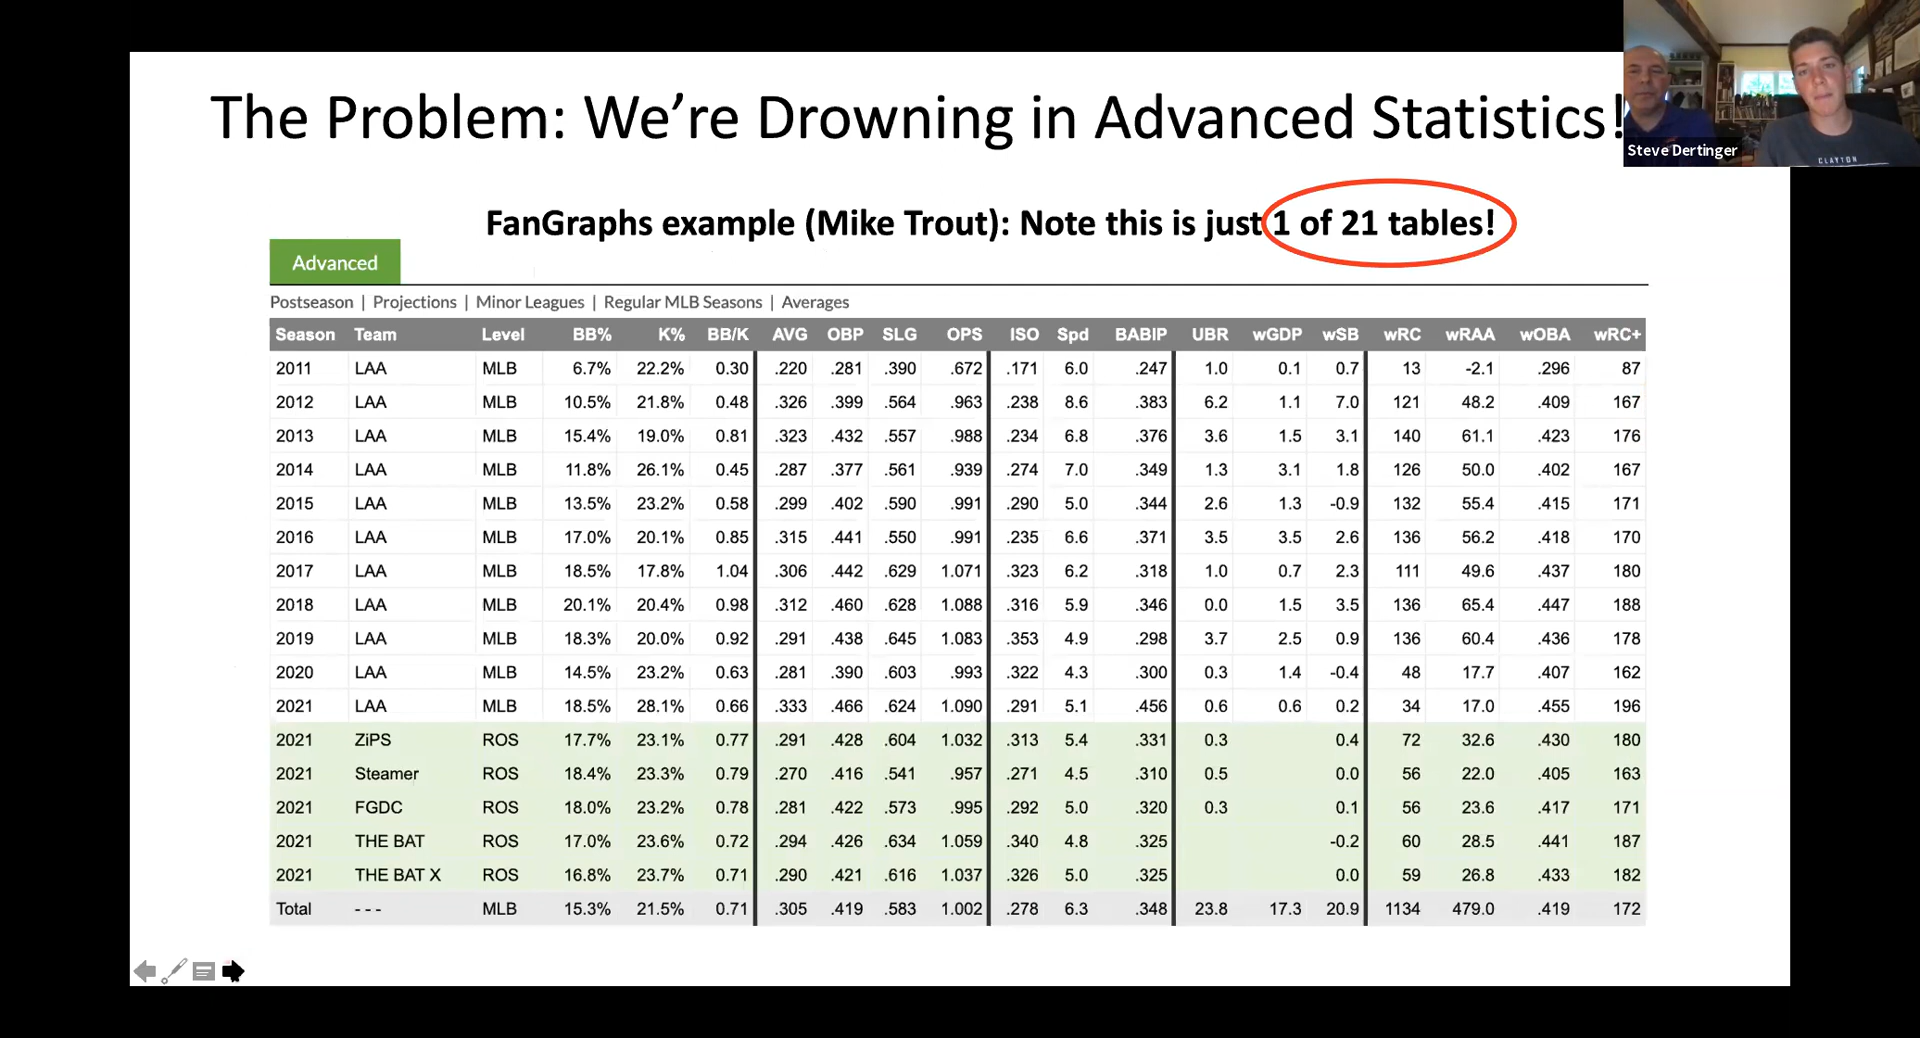 The Problem: We're Drowning in Advanced Statistics!
Steve Dertinger
CLAYTON
FanGraphs example (Mike Trout): Note this is just 1 of 21 tables!
Advanced
Postseason | Projections | Minor Leagues | Regular MLB Seasons | Averages
Season Team Level BB% K% BB/K AVG OBP SLG OPS ISO Spd BABIP UBR wGDP wSB wRC wRAA wOBA wRC+
2011 LAA MLB 6.7% 22.2% 0.30 .220 .281 .390 .672 .171 6.0 .247 1.0 0.1 0.7 13 -2.1 .296 87
2012 LAA MLB 10.5% 21.8% 0.48 .326 .399 .564 .963 .238 8.6 .383 6.2 1.1 7.0 121 48.2 .409 167
2013 LAA MLB 15.4% 19.0% 0.81 .323 .432 .557 .988 .234 6.8 .376 3.6 1.5 3.1 140 61.1 .423 176
2014 LAA MLB 11.8% 26.1% 0.45 .287 .377 .561 .939 .274 7.0 .349 1.3 3.1 1.8 126 50.0 .402 167
2015 LAA MLB 13.5% 23.2% 0.58 .299 .402 .590 .991 .290 5.0 .344 2.6 1.3 -0.9 132 55.4 .415 171
2016 LAA MLB 17.0% 20.1% 0.85 .315 .441 .550 .991 .235 6.6 .371 3.5 3.5 2.6 136 56.2 .418 170
2017 LAA MLB 18.5% 17.8% 1.04 .306 .442 .629 1.071 .323 6.2 .318 1.0 0.7 2.3 111 49.6 .437 180
2018 LAA MLB 20.1% 20.4% 0.98 .312 .460 .628 1.088 .316 5.9 .346 0.0 1.5 3.5 136 65.4 .447 188
2019 LAA MLB 18.3% 20.0% 0.92 .291 .438 .645 1.083 .353 4.9 .298 3.7 2.5 0.9 136 60.4 .436 178
2020 LAA MLB 14.5% 23.2% 0.63 .281 .390 .603 .993 .322 4.3 .300 0.3 1.4 -0.4 48 17.7 .407 162
2021 LAA MLB 18.5% 28.1% 0.66 .333 .466 .624 1.090 .291 5.1 .456 0.6 0.6 0.2 34 17.0 .455 196
2021 ZiPS ROS 17.7% 23.1% 0.77 .291 .428 .604 1.032 .313 5.4 .331 0.3 0.4 72 32.6 .430 180
2021 Steamer ROS 18.4% 23.3% 0.79 .270 .416 .541 .957 .271 4.5 .310 0.5 0.0 56 22.0 .405 163
2021 FGDC ROS 18.0% 23.2% 0.78 .281 .422 .573 .995 .292 5.0 .320 0.3 0.1 56 23.6 .417 171
2021 THE BAT ROS 17.0% 23.6% 0.72 .294 .426 .634 1.059 .340 4.8 .325 -0.2 60 28.5 .441 187
2021 THE BAT X ROS 16.8% 23.7% 0.71 .290 .421 .616 1.037 .326 5.0 .325 0.0 59 26.8 .433 182
Total - - - MLB 15.3% 21.5% 0.71 .305 .419 .583 1.002 .278 6.3 .348 23.8 17.3 20.9 1134 479.0 .419 172